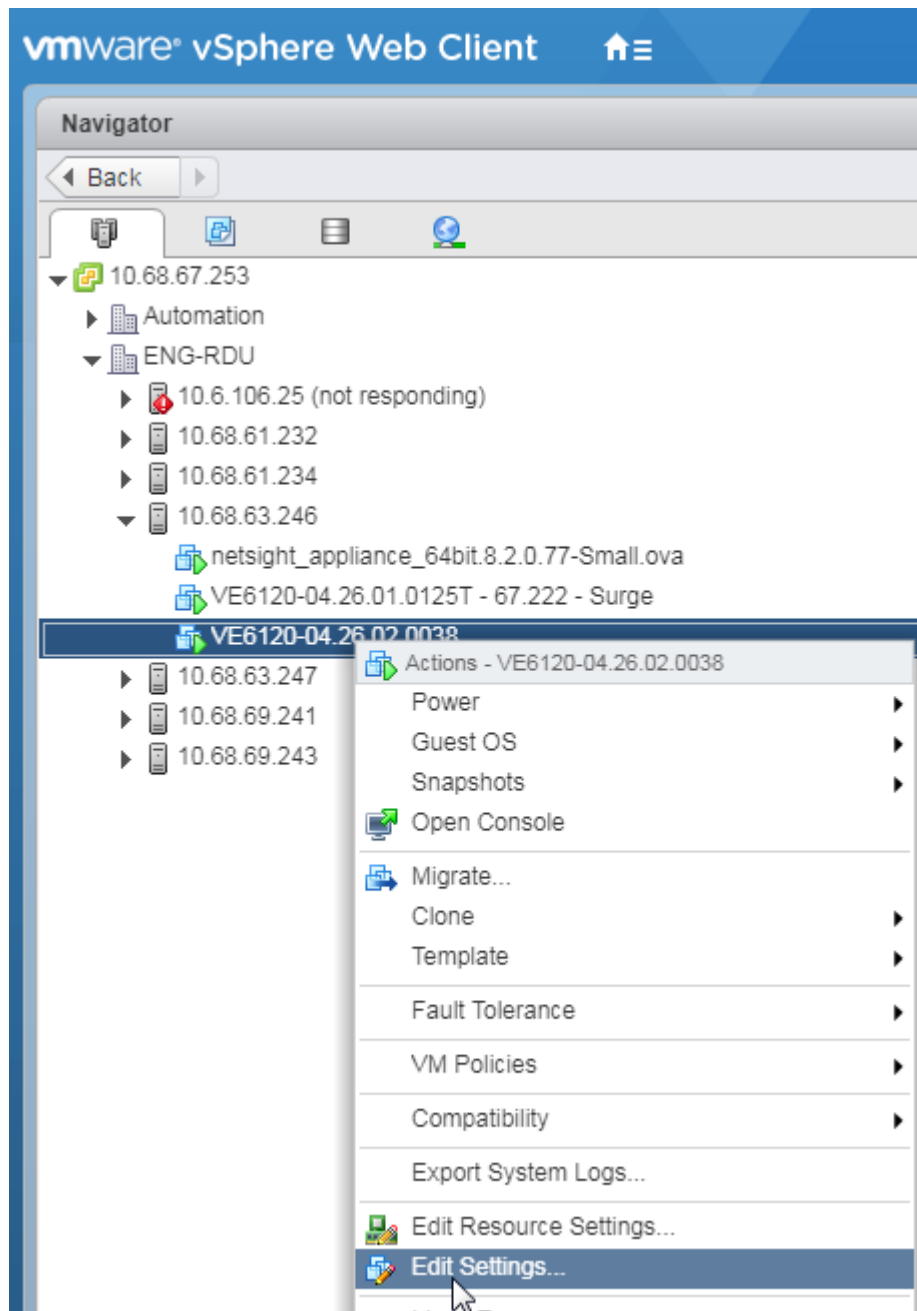 vmware® vSphere Web Client
Navigator
Back
10.68.67.253
Automation
ENG-RDU
10.6.106.25 (not responding)
10.68.61.232
10.68.61.234
10.68.63.246
netsight_appliance_64bit.8.2.0.77-Small.ova
VE6120-04.26.01.0125T - 67.222 - Surge
VE6120-04.26.02.0038
Actions - VE6120-04.26.02.0038
10.68.63.247
10.68.69.241
10.68.69.243
Power
Guest OS
Snapshots
Open Console
Migrate...
Clone
Template
Fault Tolerance
VM Policies
Compatibility
Export System Logs...
Edit Resource Settings...
Edit Settings...